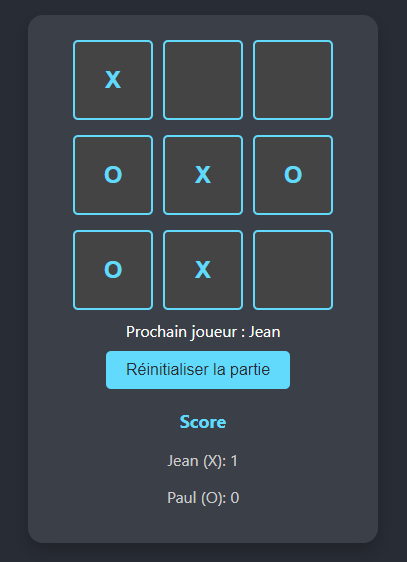 X
O X O
O X
Prochain joueur : Jean
Réinitialiser la partie
Score
Jean (X): 1
Paul (O): 0